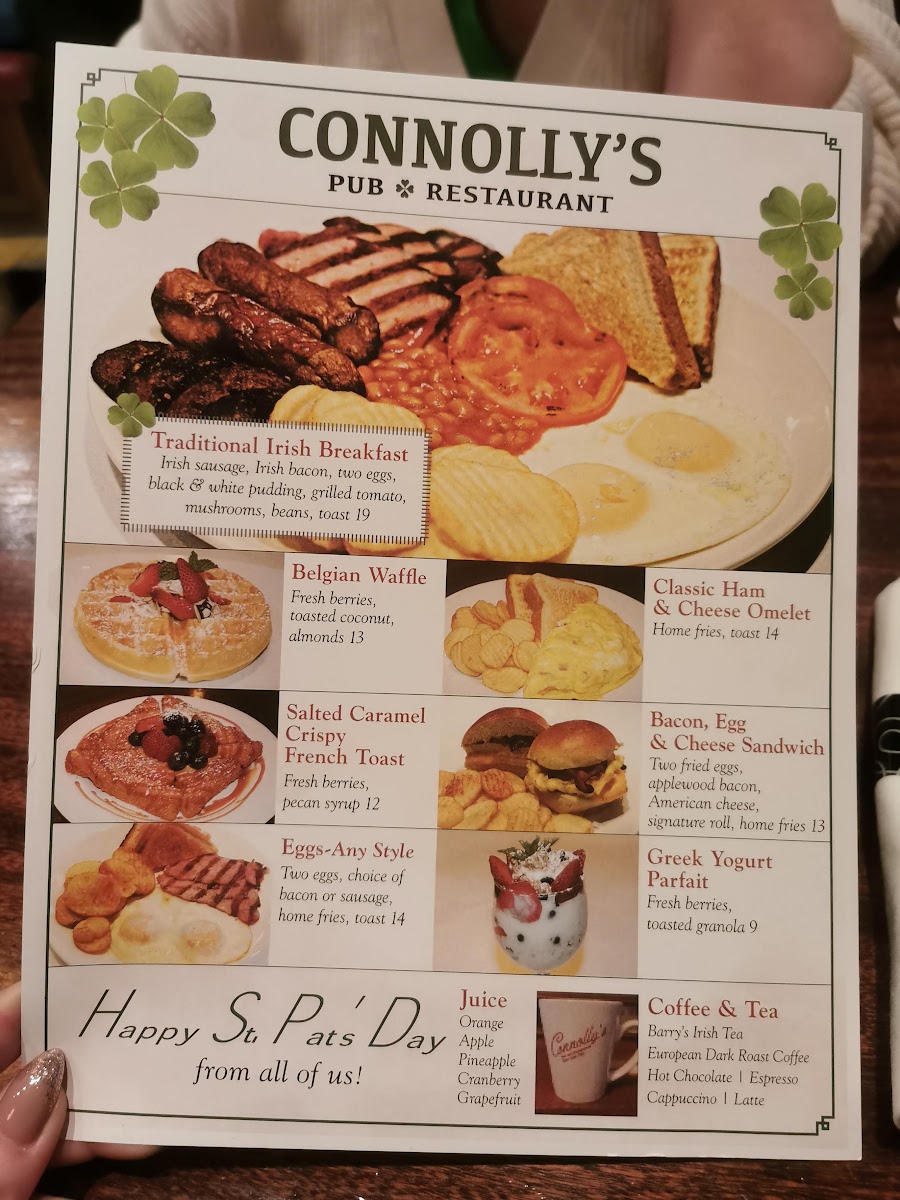 CONNOLLY'S
PUB RESTAURANT
Traditional Irish Breakfast
Irish sausage, Irish bacon, two eggs,
black & white pudding, grilled tomato,
mushrooms, beans, toast 19
Belgian Waffle
Fresh berries,
toasted coconut,
almonds 13
Classic Ham
& Cheese Omelet
Home fries, toast 14
Salted Caramel
Crispy
French Toast
Fresh berries,
pecan syrup 12
Bacon, Egg
& Cheese Sandwich
Two fried eggs,
applewood bacon,
American cheese,
signature roll, home fries 13
Eggs-Any Style
Two eggs, choice of
bacon or sausage,
home fries, toast 14
Greek Yogurt
Parfait
Fresh berries,
toasted granola 9
Happy St. Pat's Day
from all of us!
Juice
Orange
Apple
Pineapple
Cranberry
Grapefruit
Connolly's
Coffee & Tea
Barry's Irish Tea
European Dark Roast Coffee
Hot Chocolate | Espresso
Cappuccino | Latte